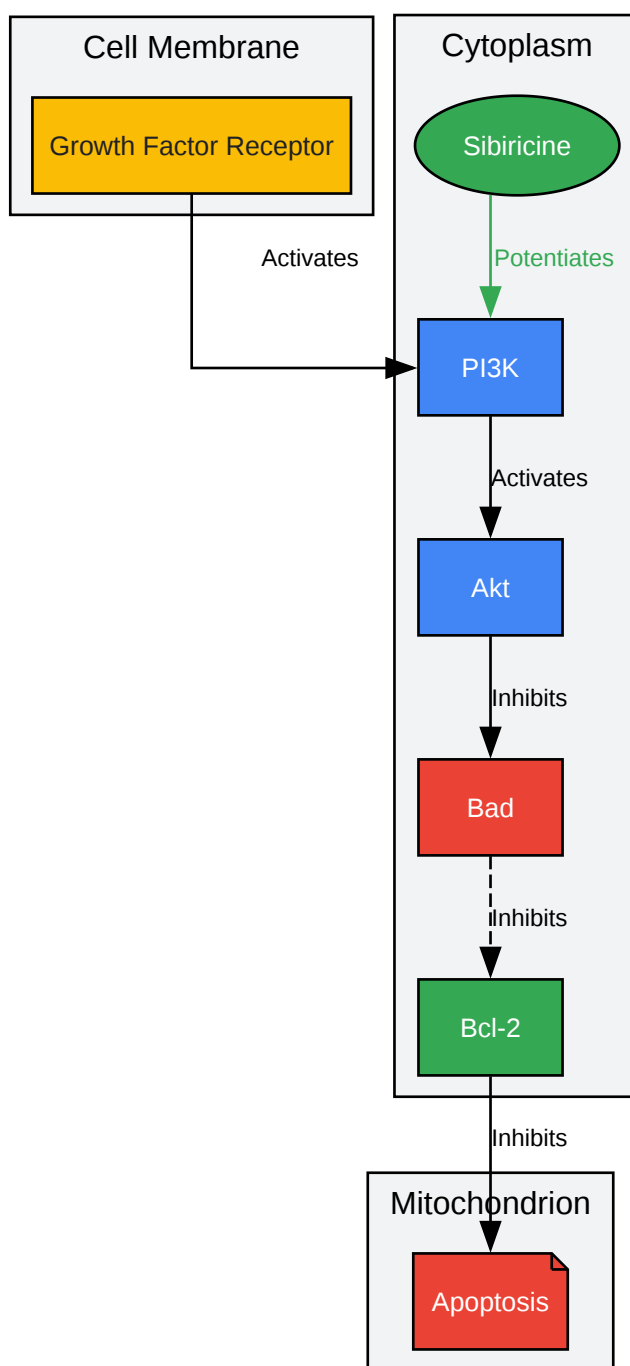 Cell Membrane
Cytoplasm
Growth Factor Receptor
Sibiricine
Activates
Potentiates
PI3K
Activates
Akt
Inhibits
Bad
Inhibits
Bcl-2
Inhibits
Mitochondrion
Apoptosis